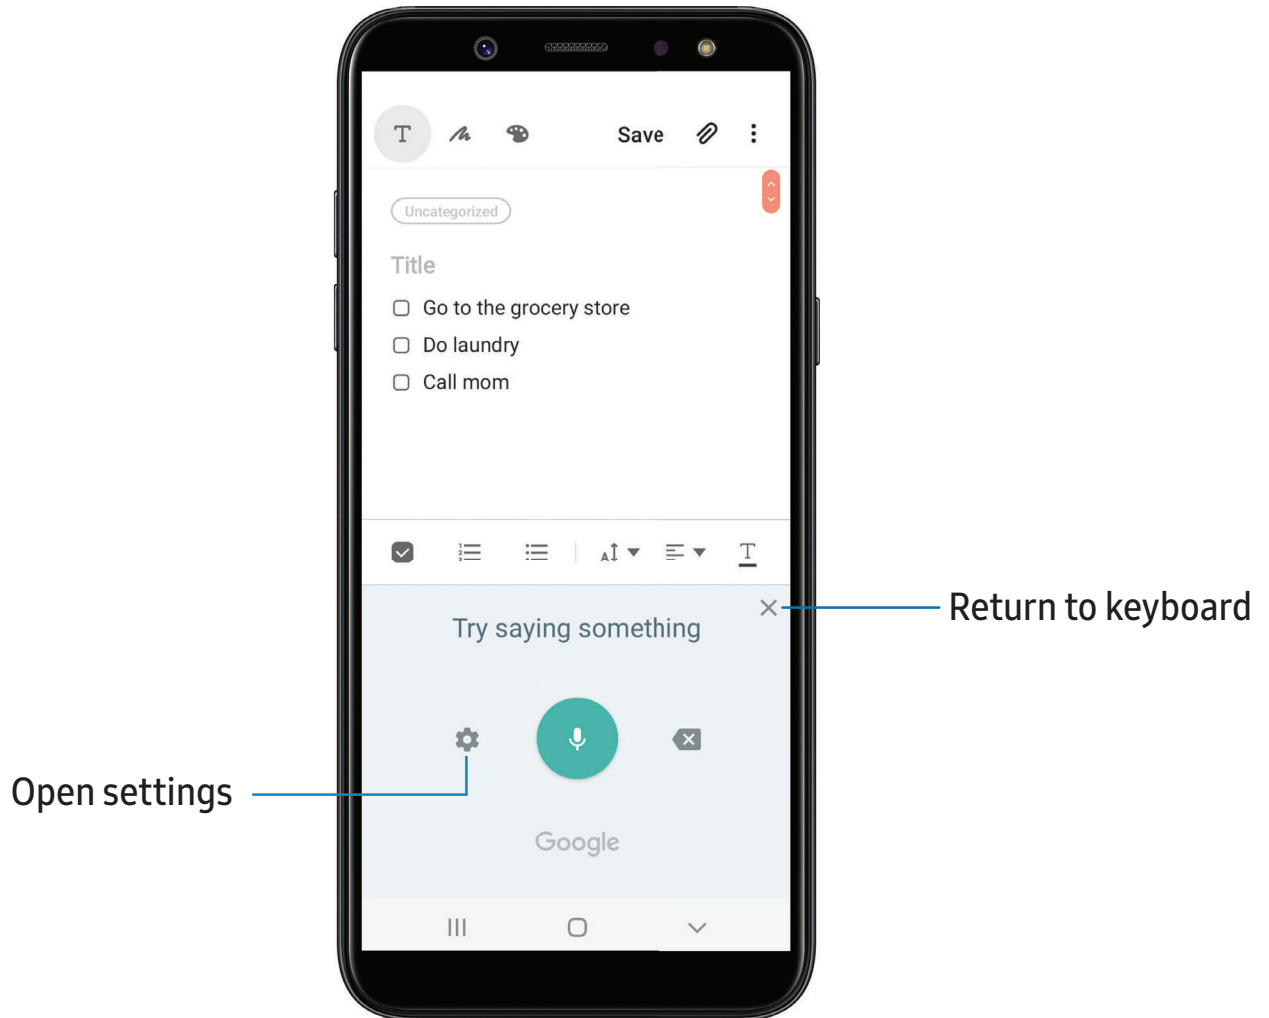 T
Save
Uncategorized
Title
Go to the grocery store
Do laundry
Call mom
A T
Try saying something
Return to keyboard
Open settings
Google